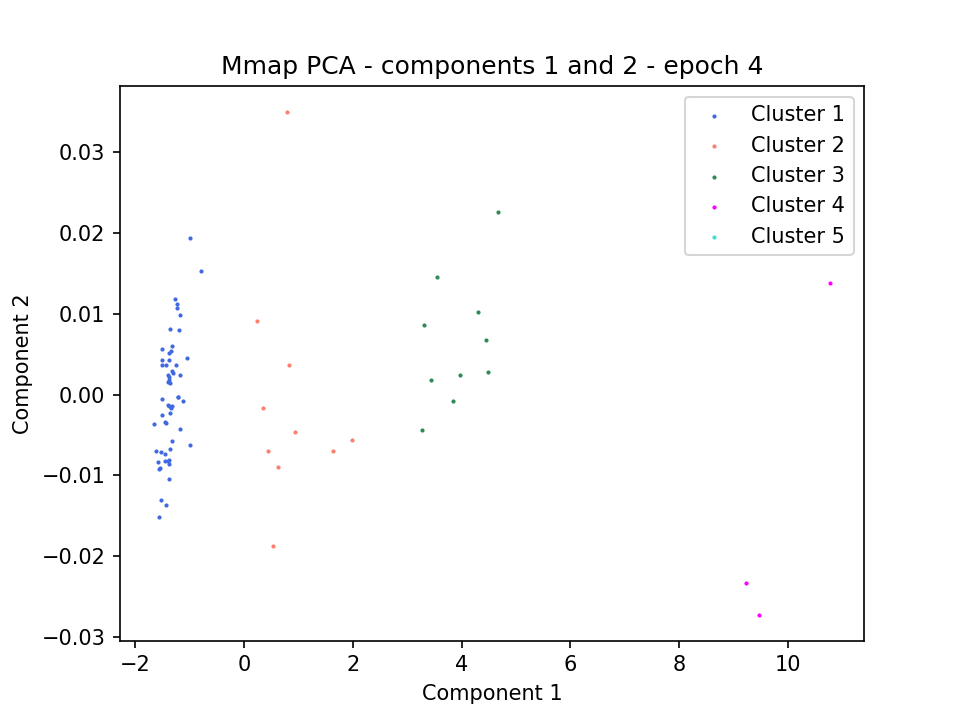 Mmap PCA - components 1 and 2 - epoch 4
Cluster 1
Cluster 2
Cluster 3
Cluster 4
Cluster 5
0.03
0.02
0.01
0.00
−0.01
−0.02
−0.03
Component 2
−2
0
2
4
6
8
10
Component 1